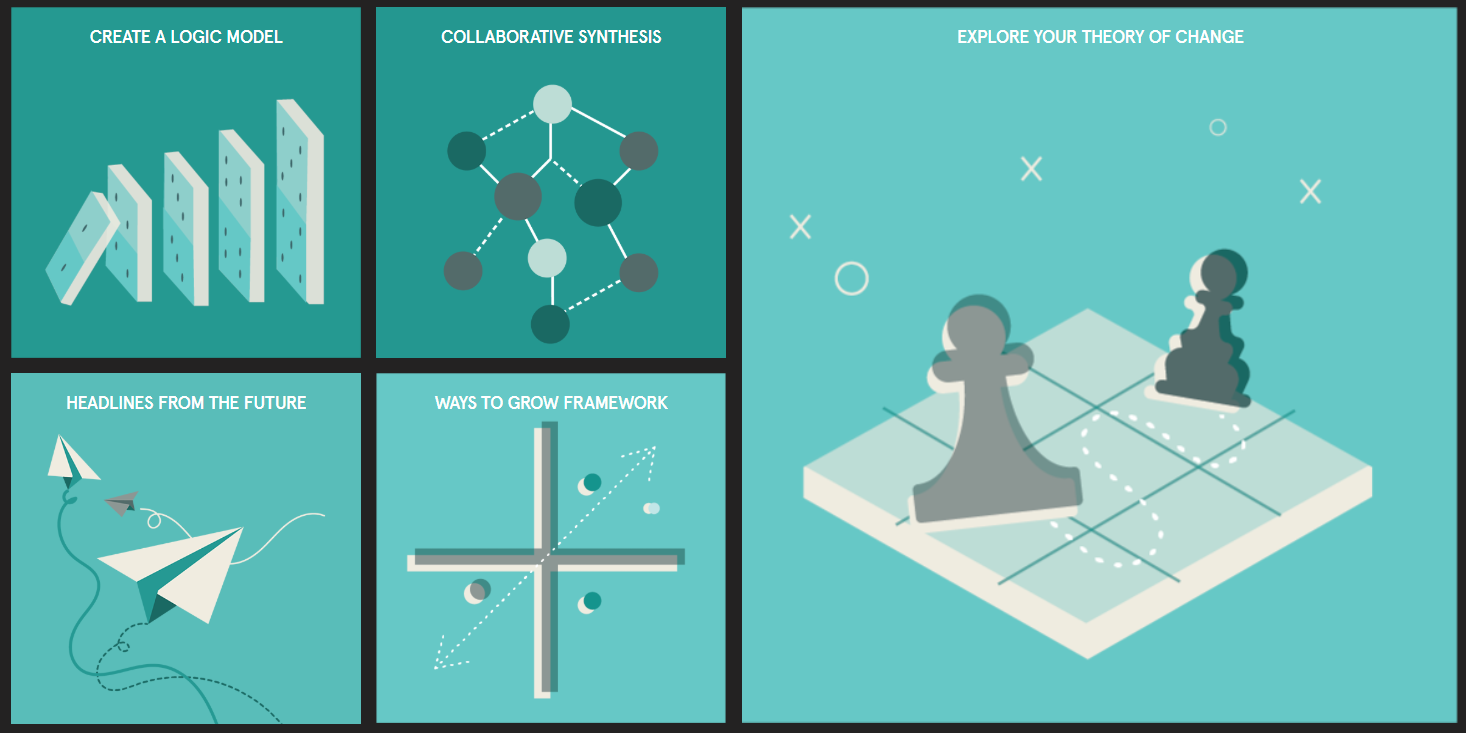 CREATE A LOGIC MODEL
COLLABORATIVE SYNTHESIS
EXPLORE YOUR THEORY OF CHANGE
HEADLINES FROM THE FUTURE
WAYS TO GROW FRAMEWORK